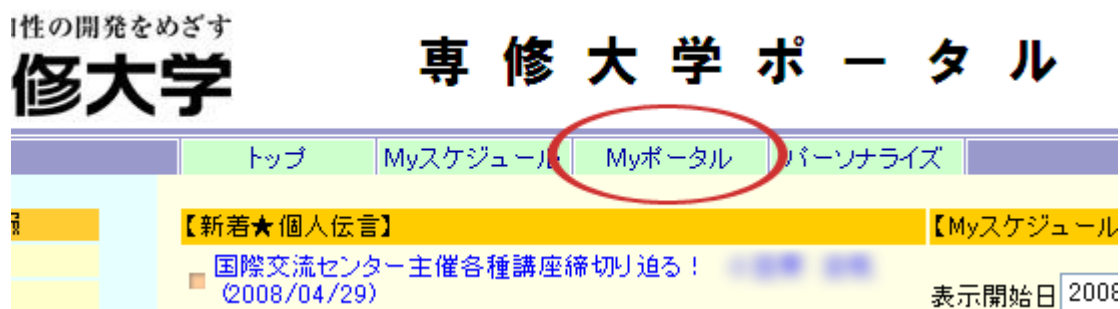 性の開発をめざす
修大学
専修大学ポータル
トップ Myスケジュール Myポータル パーソナライズ
【新着★個人伝言】 【Myスケジュール
国際交流センター主催各種講座締切り迫る！
(2008/04/29)
表示開始日 2008